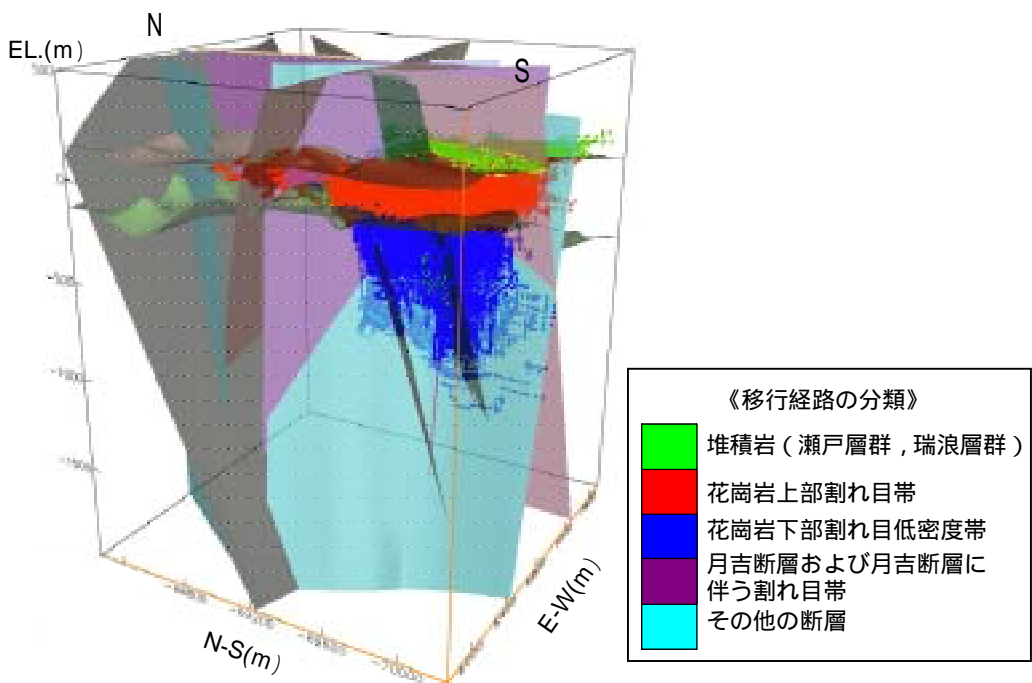 N
EL.(m)
S
N-S(m)
E-W(m)
《移行経路の分類》
堆積岩（瀬戸層群，瑞浪層群）
花崗岩上部割れ目帯
花崗岩下部割れ目低密度帯
月吉断層および月吉断層に
伴う割れ目帯
その他の断層